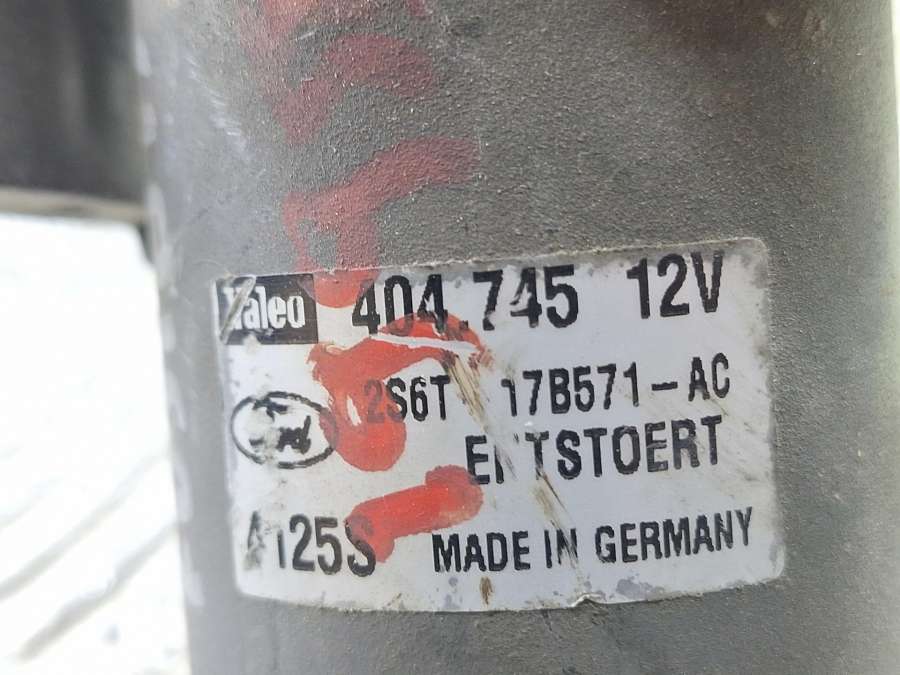 Valeo 404.745 12V
2S6T 17B571-AC
ENTSTOERT
A125S MADE IN GERMANY